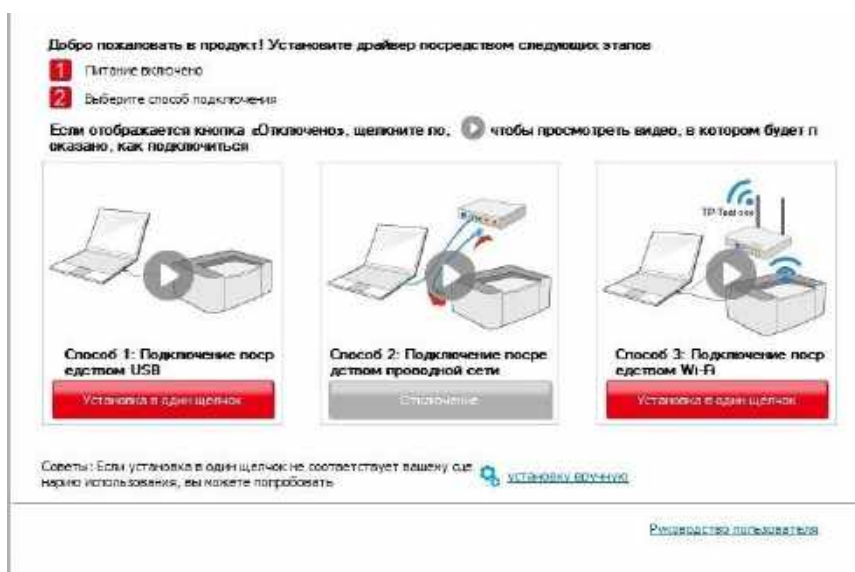 Добро пожаловать в продукт! Установите драйвер посредством следующих этапов
1 Питание включено
2 Выберите способ подключения
Если отображается кнопка «Отключено», щелкните по, чтобы просмотреть видео, в котором будет п
оказано, как подключиться
Способ 1: Подключение поср
едством USB
Установка в один щелчок
Способ 2: Подключение посре
дством проводной сети
Отключение
TP-Test one
Способ 3: Подключение поср
едством Wi-Fi
Установка в один щелчок
Советы: Если установка в один щелчок не соответствует вашему сце
нарию использования, вы можете попробовать
установку вручную
Руководство пользователя